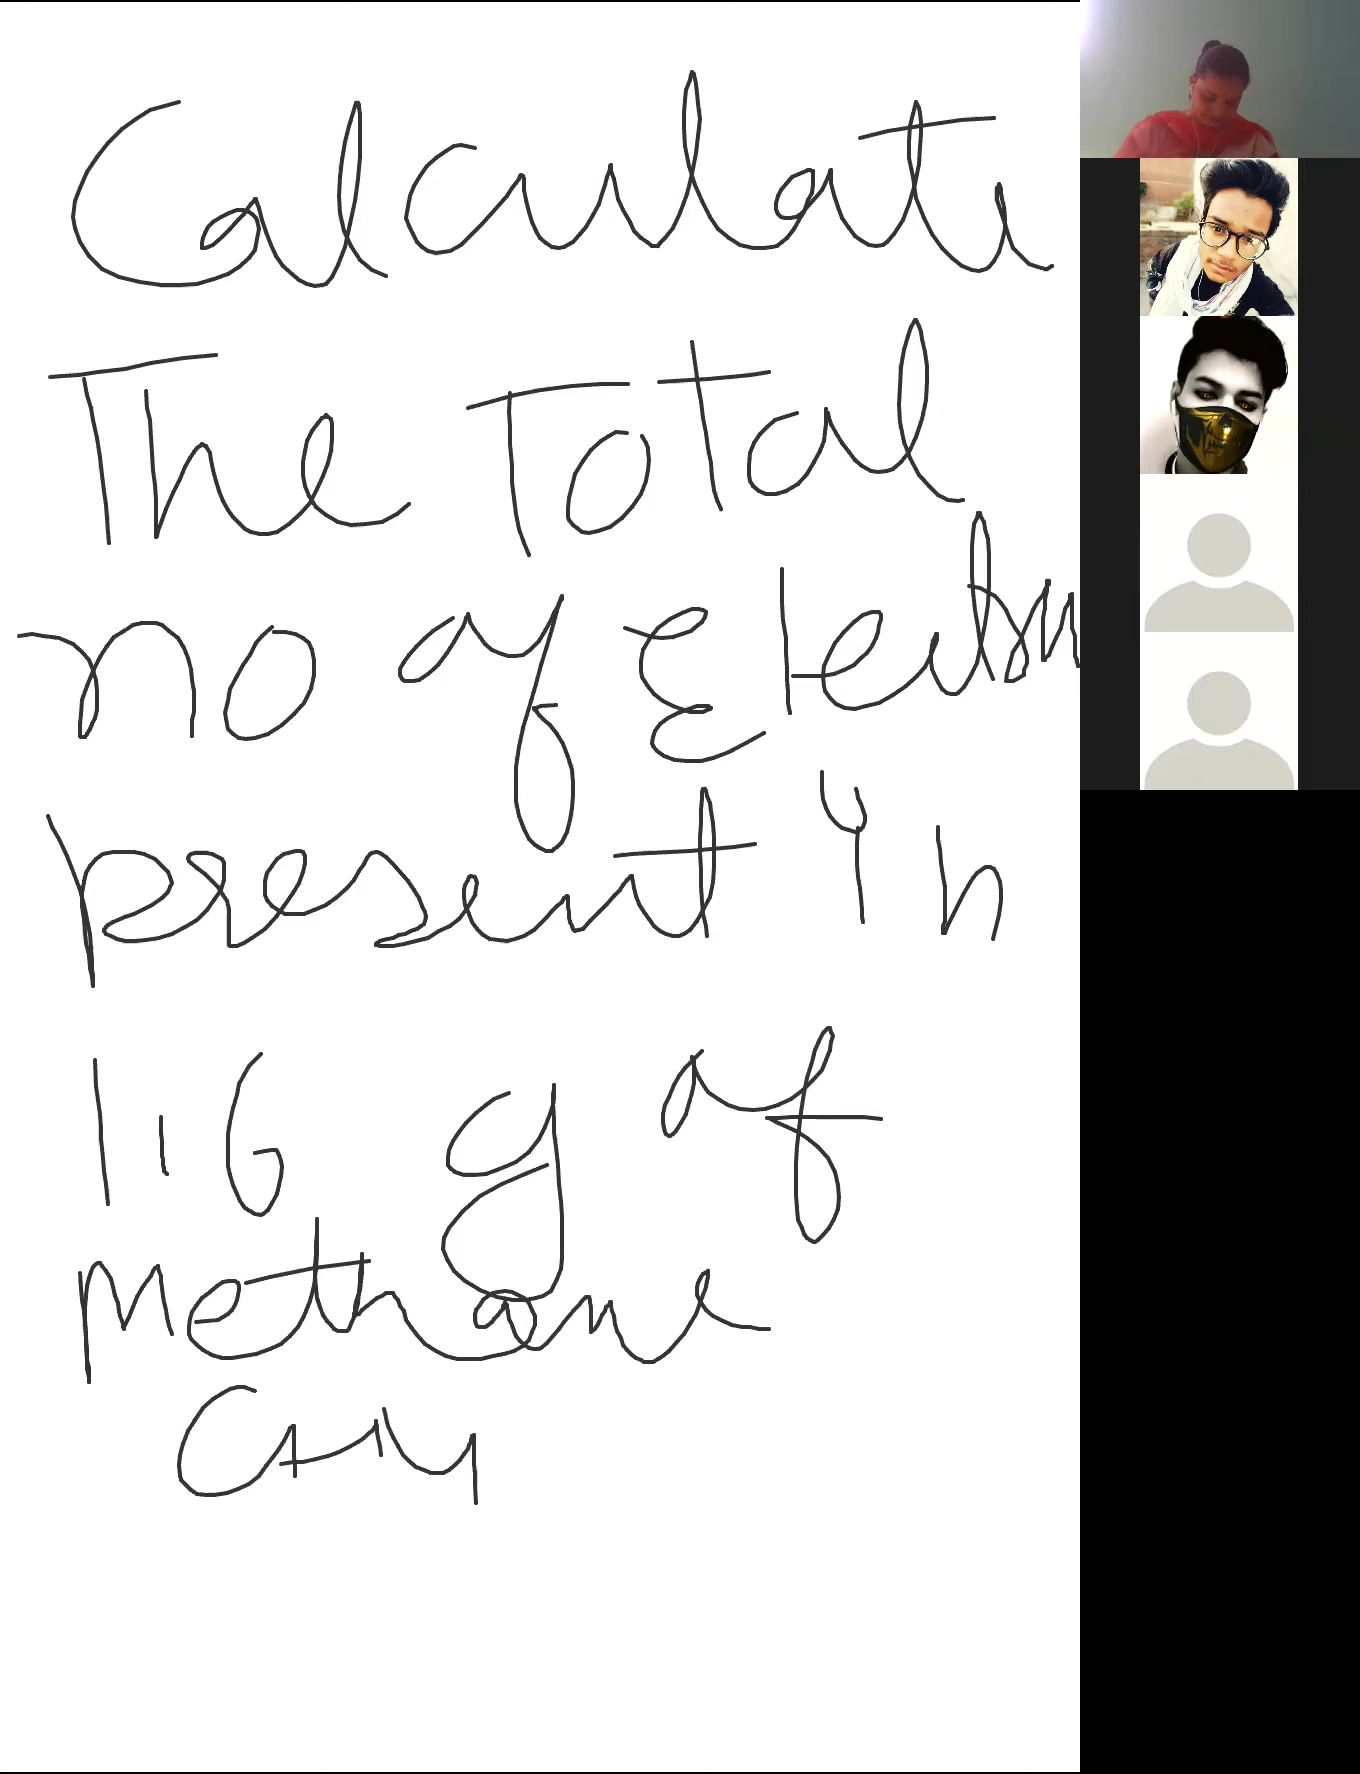 Calculate
The Total
no of Electron
present in
1.6 g of
Methane
CH4